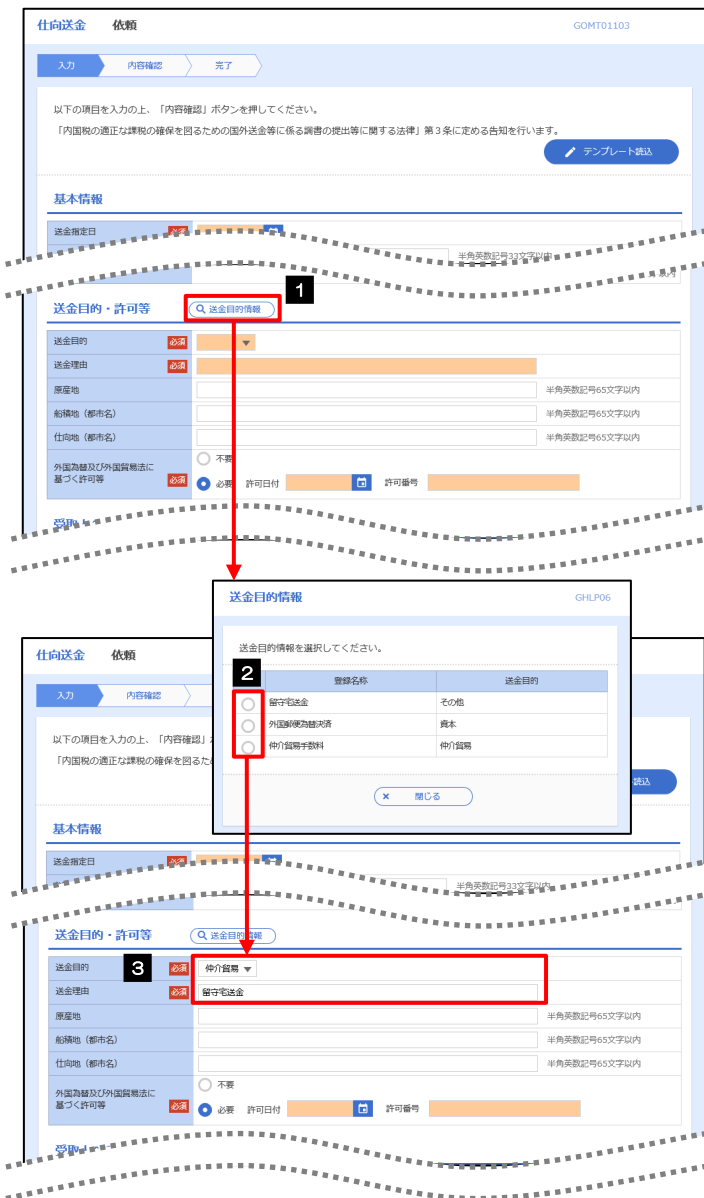 仕向送金 依頼 GOMT01103
入力 内容確認 完了
以下の項目を入力の上、「内容確認」ボタンを押してください。
「内国税の適正な課税の確保を図るための国外送金等に係る調書の提出等に関する法律」第３条に定める告知を行います。
テンプレート読込
基本情報
送金指定日 必須
半角英数記号33文字以内
以内
1
送金目的・許可等 送金目的情報
送金目的 必須
送金理由 必須
原産地 半角英数記号65文字以内
船積地（都市名） 半角英数記号65文字以内
仕向地（都市名） 半角英数記号65文字以内
不要
外国為替及び外国貿易法に
基づく許可等 必須 必要 許可日付 許可番号
受取
送金目的情報 GHLP06
送金目的情報を選択してください。
2
登録名称 送金目的
留守宅送金 その他
外国郵便為替決済 資本
仲介貿易手数料 仲介貿易
× 閉じる
仕向送金 依頼
入力 内容確認
以下の項目を入力の上、「内容確認」
「内国税の適正な課税の確保を図るため
読込
基本情報
送金指定日 必須
半角英数記号33文字以内
送金目的・許可等 送金目的情報
3
送金目的 必須 仲介貿易
送金理由 必須 留守宅送金
原産地 半角英数記号65文字以内
船積地（都市名） 半角英数記号65文字以内
仕向地（都市名） 半角英数記号65文字以内
不要
外国為替及び外国貿易法に
基づく許可等 必須 必要 許可日付 許可番号
受取